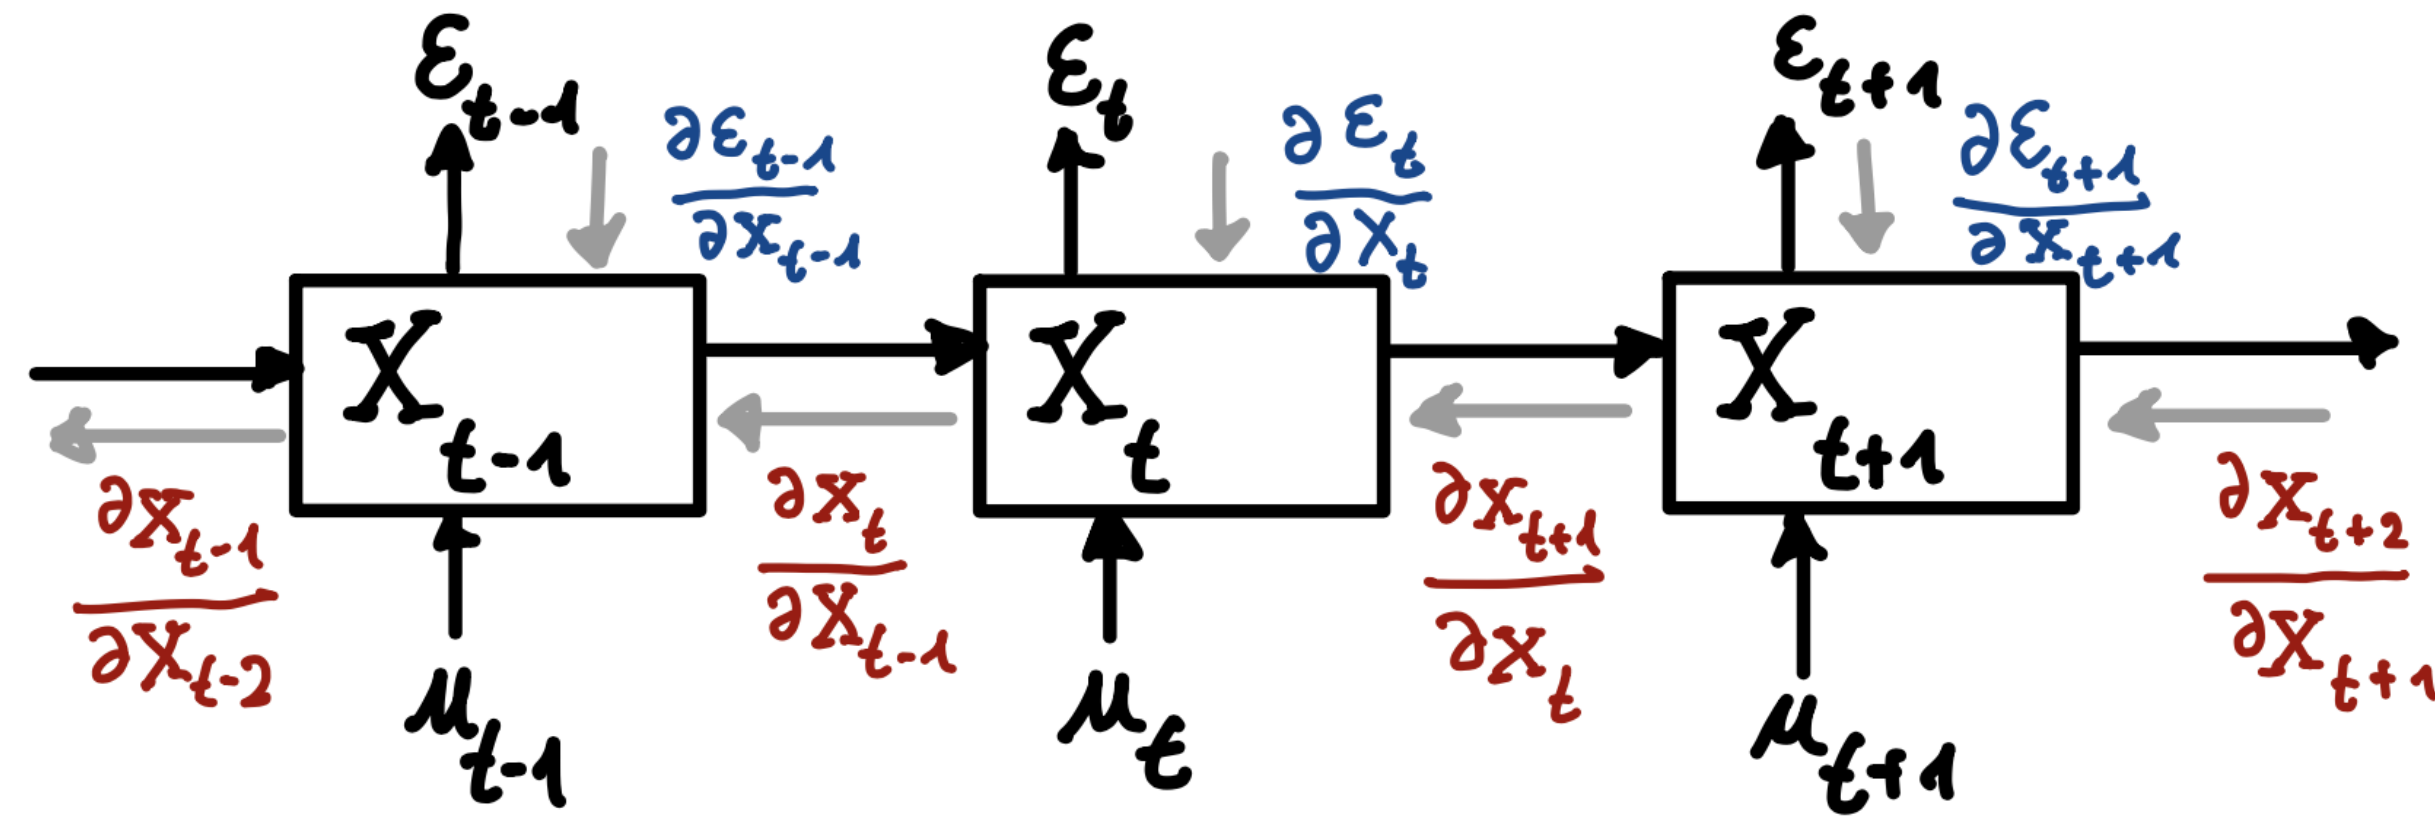 ε_{t-1} ε_t ε_{t+1}
∂ε_{t-1}/∂x_{t-1} ∂ε_t/∂x_t ∂ε_{t+1}/∂x_{t+1}
x_{t-1} x_t x_{t+1}
∂x_{t-1}/∂x_{t-2} ∂x_t/∂x_{t-1} ∂x_{t+1}/∂x_t ∂x_{t+2}/∂x_{t+1}
μ_{t-1} μ_t μ_{t+1}